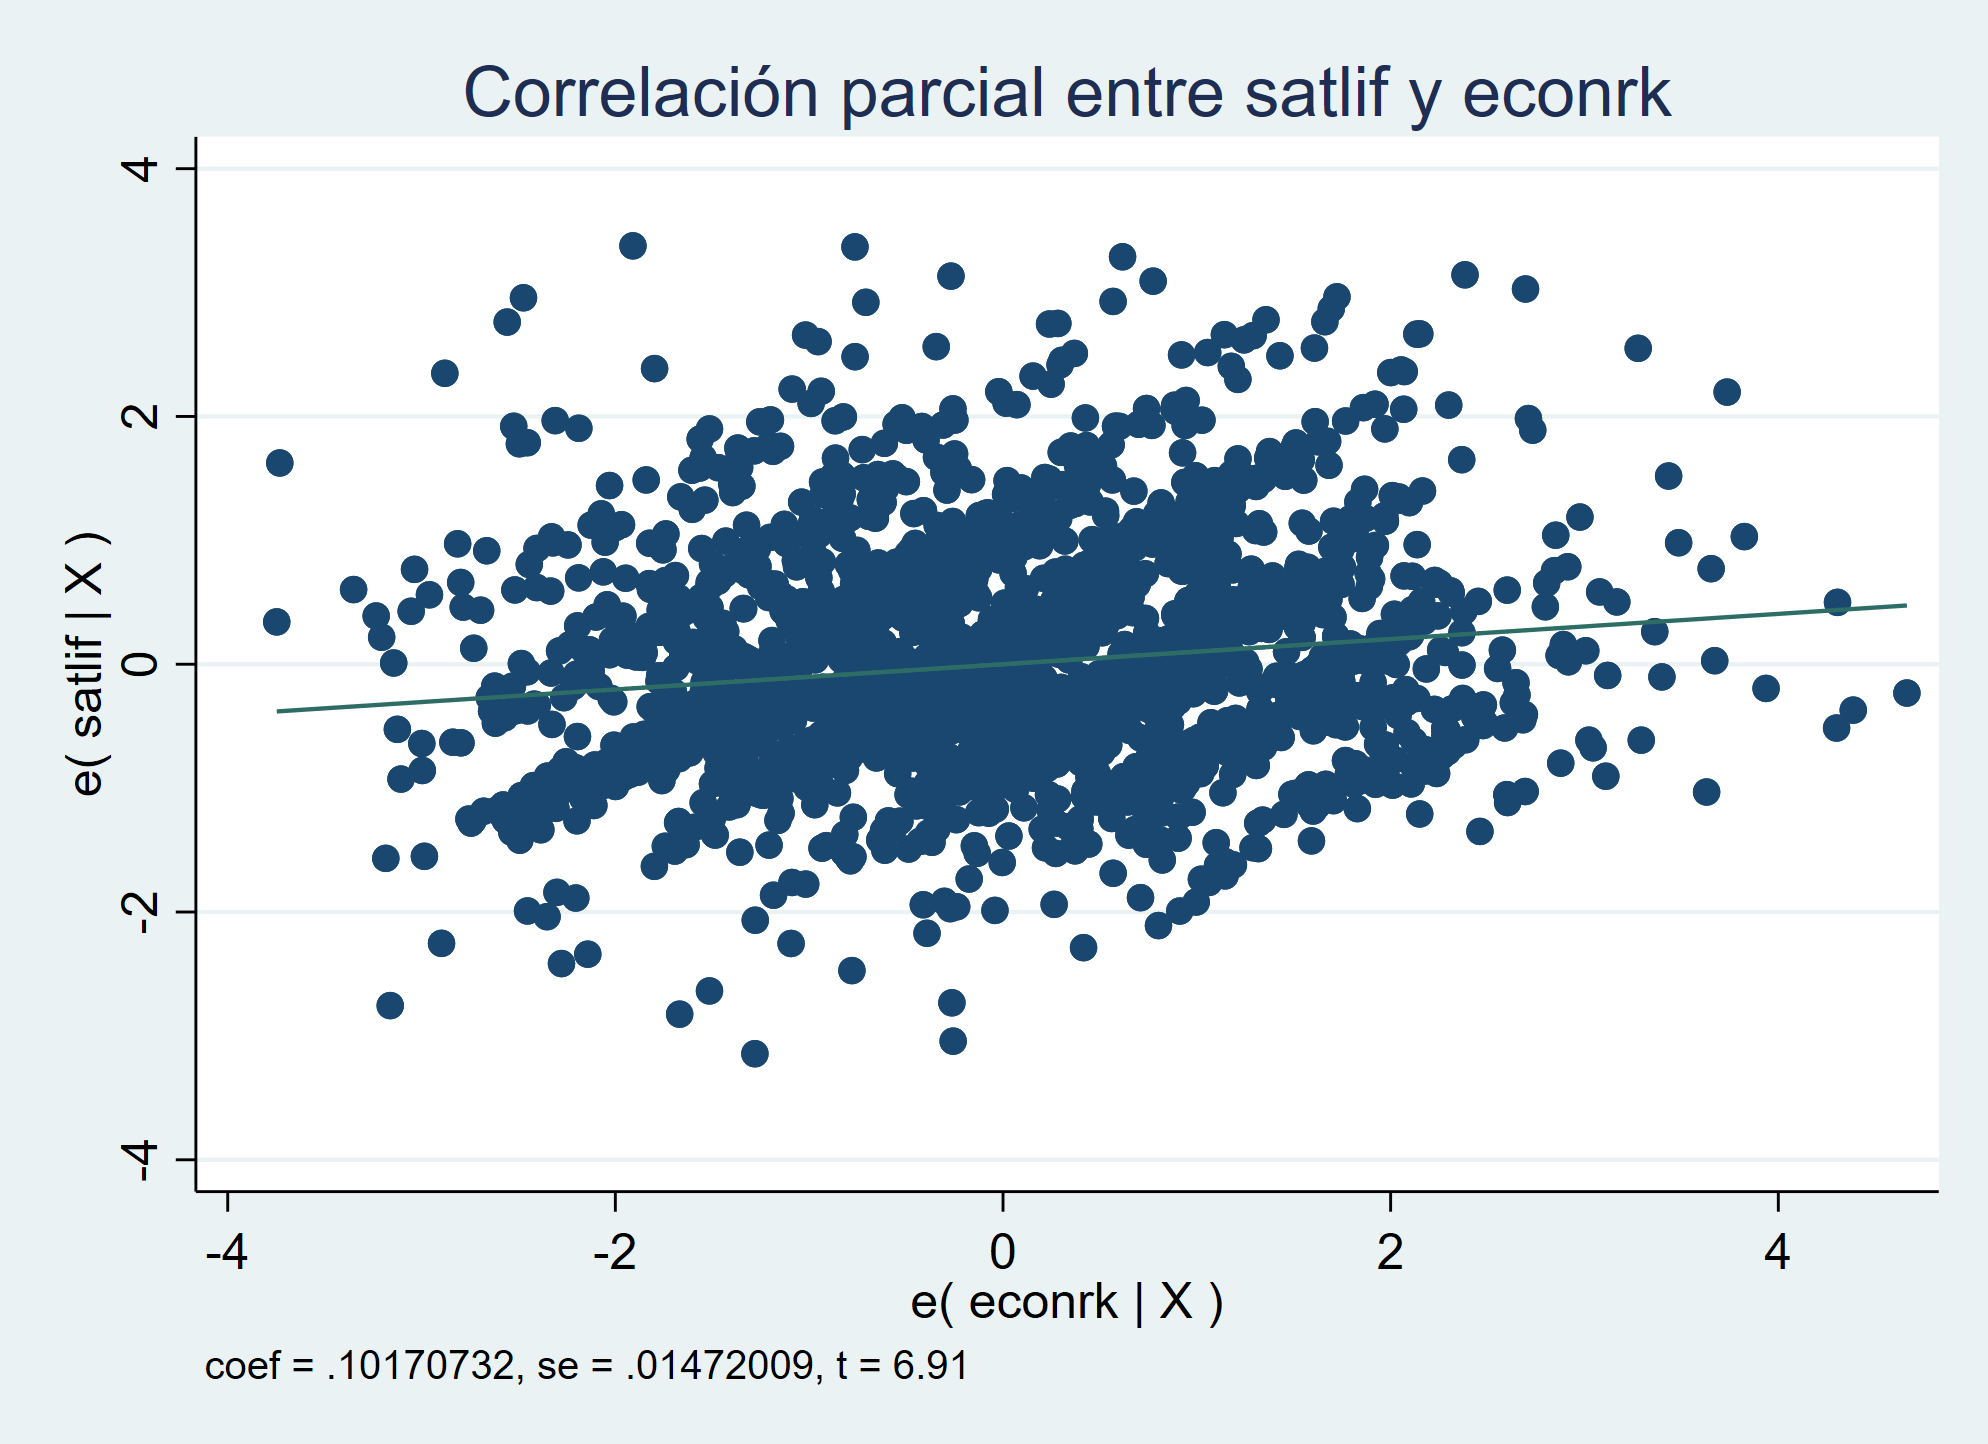 Correlación parcial entre satlif y econrk
e( satlif | X )
4
2
0
-2
-4
-4
-2
0
2
4
e( econrk | X )
coef = .10170732, se = .01472009, t = 6.91